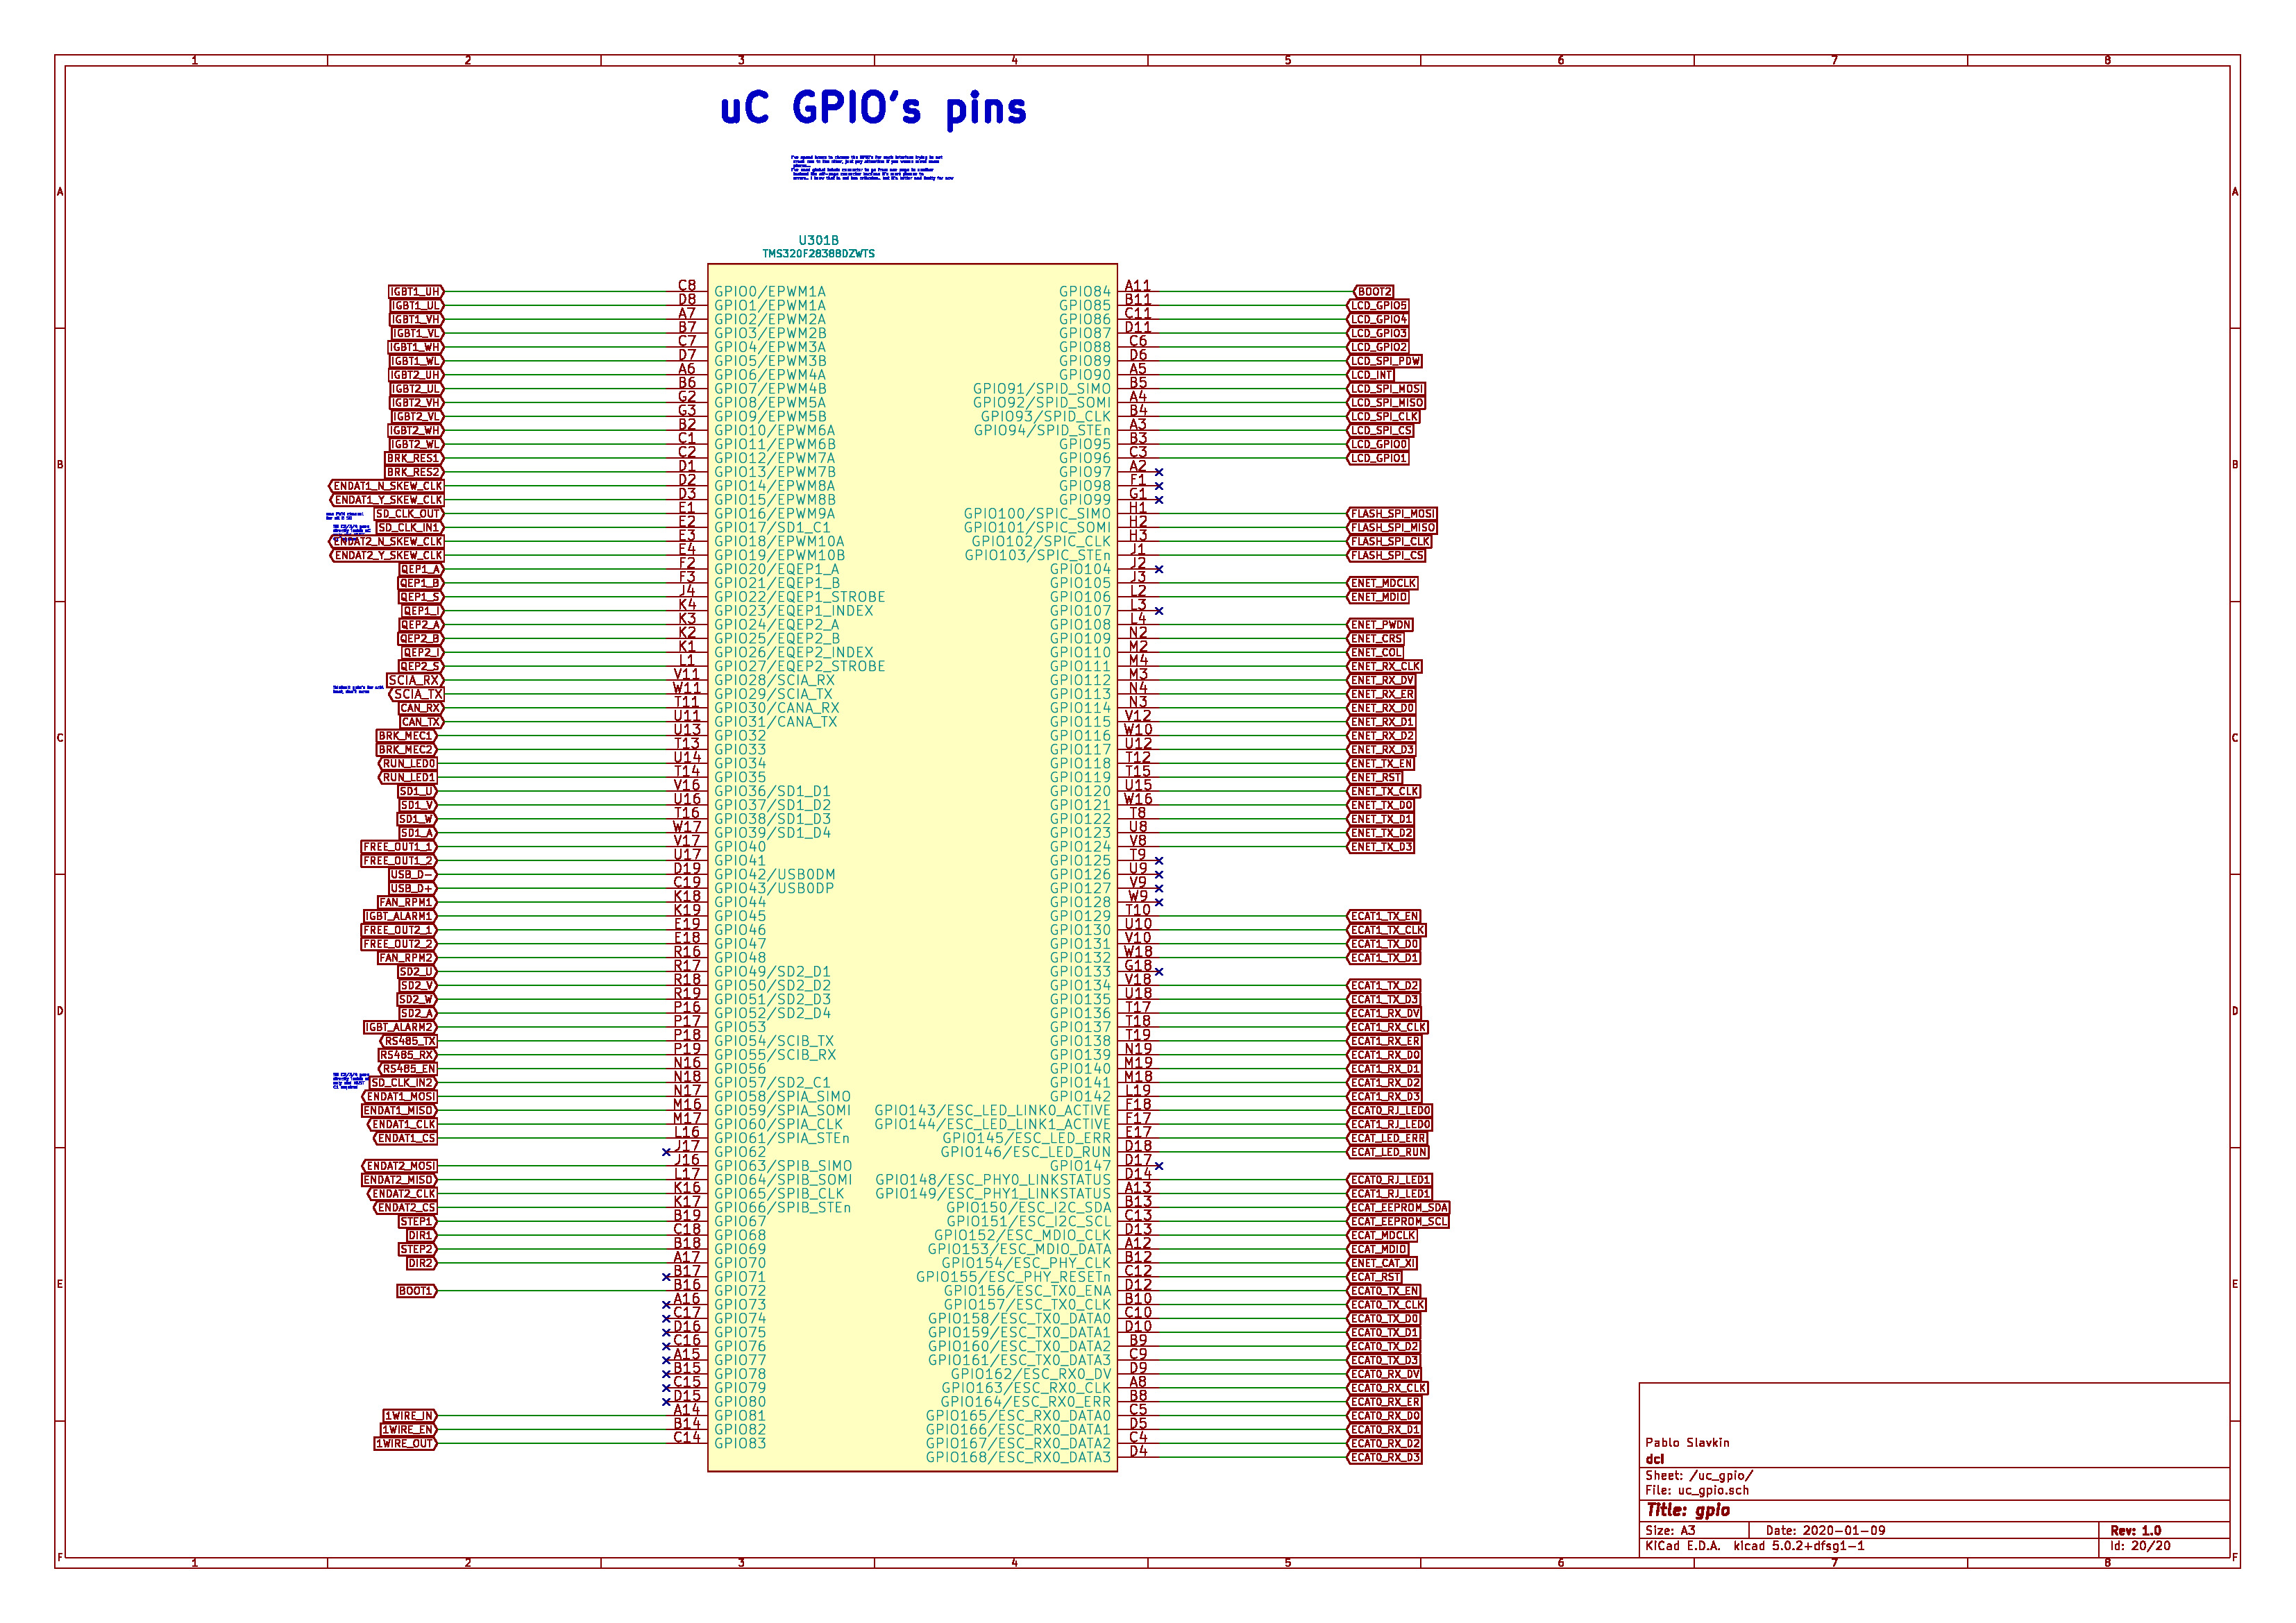 1 2 3 4 5 6 7 8
uC GPIO's pins
U301B
TMS320F28388DZWTS
IGBT1_UH C8 GPIO0/EPWM1A GPIO84 A11 BOOT2
IGBT1_UL D8 GPIO1/EPWM1A GPIO85 B11 LCD_GPIO5
IGBT1_VH A7 GPIO2/EPWM2A GPIO86 C11 LCD_GPIO4
IGBT1_VL B7 GPIO3/EPWM2B GPIO87 D11 LCD_GPIO3
IGBT1_WH C7 GPIO4/EPWM3A GPIO88 C6 LCD_GPIO2
IGBT1_WL D7 GPIO5/EPWM3B GPIO89 D6 LCD_SPI_PDW
IGBT2_UH A6 GPIO6/EPWM4A GPIO90 A5 LCD_INT
IGBT2_UL B6 GPIO7/EPWM4B GPIO91/SPID_SIMO B5 LCD_SPI_MOSI
IGBT2_VH G2 GPIO8/EPWM5A GPIO92/SPID_SOMI A4 LCD_SPI_MISO
IGBT2_VL G3 GPIO9/EPWM5B GPIO93/SPID_CLK B4 LCD_SPI_CLK
IGBT2_WH B2 GPIO10/EPWM6A GPIO94/SPID_STEn A3 LCD_SPI_CS
IGBT2_WL C1 GPIO11/EPWM6B GPIO95 B3 LCD_GPIO0
BRK_RES1 C2 GPIO12/EPWM7A GPIO96 C3 LCD_GPIO1
BRK_RES2 D1 GPIO13/EPWM7B GPIO97 A2
ENDAT1_N_SKEW_CLK D2 GPIO14/EPWM8A GPIO98 F1
ENDAT1_Y_SKEW_CLK D3 GPIO15/EPWM8B GPIO99 G1
SD_CLK_OUT E1 GPIO16/EPWM9A GPIO100/SPIC_SIMO H1 FLASH_SPI_MOSI
SD_CLK_IN1 E2 GPIO17/SD1_C1 GPIO101/SPIC_SOMI H2 FLASH_SPI_MISO
ENDAT2_N_SKEW_CLK E3 GPIO18/EPWM10A GPIO102/SPIC_CLK H3 FLASH_SPI_CLK
ENDAT2_Y_SKEW_CLK E4 GPIO19/EPWM10B GPIO103/SPIC_STEn J1 FLASH_SPI_CS
QEP1_A F2 GPIO20/EQEP1_A GPIO104 J2
QEP1_B F3 GPIO21/EQEP1_B GPIO105 J3 ENET_MDCLK
QEP1_S J4 GPIO22/EQEP1_STROBE GPIO106 L2 ENET_MDIO
QEP1_I K4 GPIO23/EQEP1_INDEX GPIO107 L3
QEP2_A K3 GPIO24/EQEP2_A GPIO108 L4 ENET_PWDN
QEP2_B K2 GPIO25/EQEP2_B GPIO109 N2 ENET_CRS
QEP2_I K1 GPIO26/EQEP2_INDEX GPIO110 M2 ENET_COL
QEP2_S L1 GPIO27/EQEP2_STROBE GPIO111 M4 ENET_RX_CLK
SCIA_RX V11 GPIO28/SCIA_RX GPIO112 M3 ENET_RX_DV
SCIA_TX W11 GPIO29/SCIA_TX GPIO113 N4 ENET_RX_ER
CAN_RX T11 GPIO30/CANA_RX GPIO114 N3 ENET_RX_D0
CAN_TX U11 GPIO31/CANA_TX GPIO115 V12 ENET_RX_D1
BRK_MEC1 U13 GPIO32 GPIO116 W10 ENET_RX_D2
BRK_MEC2 T13 GPIO33 GPIO117 U12 ENET_RX_D3
RUN_LED0 U14 GPIO34 GPIO118 T12 ENET_TX_EN
RUN_LED1 T14 GPIO35 GPIO119 T15 ENET_RST
SD1_U V16 GPIO36/SD1_D1 GPIO120 U15 ENET_TX_CLK
SD1_V U16 GPIO37/SD1_D2 GPIO121 W16 ENET_TX_D0
SD1_W T16 GPIO38/SD1_D3 GPIO122 T8 ENET_TX_D1
SD1_A W17 GPIO39/SD1_D4 GPIO123 U8 ENET_TX_D2
FREE_OUT1_1 V17 GPIO40 GPIO124 V8 ENET_TX_D3
FREE_OUT1_2 U17 GPIO41 GPIO125 T9
USB_D- D19 GPIO42/USB0DM GPIO126 U9
USB_D+ C19 GPIO43/USB0DP GPIO127 V9
FAN_RPM1 K18 GPIO44 GPIO128 W9
IGBT_ALARM1 K19 GPIO45 GPIO129 T10 ECAT1_TX_EN
FREE_OUT2_1 E19 GPIO46 GPIO130 U10 ECAT1_TX_CLK
FREE_OUT2_2 E18 GPIO47 GPIO131 V10 ECAT1_TX_D0
FAN_RPM2 R16 GPIO48 GPIO132 W18 ECAT1_TX_D1
SD2_U R17 GPIO49/SD2_D1 GPIO133 G18
SD2_V R18 GPIO50/SD2_D2 GPIO134 V18 ECAT1_TX_D2
SD2_W R19 GPIO51/SD2_D3 GPIO135 U18 ECAT1_TX_D3
SD2_A P16 GPIO52/SD2_D4 GPIO136 T17 ECAT1_RX_DV
IGBT_ALARM2 P17 GPIO53 GPIO137 T18 ECAT1_RX_CLK
RS485_TX P18 GPIO54/SCIB_TX GPIO138 T19 ECAT1_RX_ER
RS485_RX P19 GPIO55/SCIB_RX GPIO139 N19 ECAT1_RX_D0
RS485_EN N16 GPIO56 GPIO140 M19 ECAT1_RX_D1
SD_CLK_IN2 N18 GPIO57/SD2_C1 GPIO141 M18 ECAT1_RX_D2
ENDAT1_MOSI N17 GPIO58/SPIA_SIMO GPIO142 L19 ECAT1_RX_D3
ENDAT1_MISO M16 GPIO59/SPIA_SOMI GPIO143/ESC_LED_LINK0_ACTIVE F18 ECAT0_RJ_LED0
ENDAT1_CLK M17 GPIO60/SPIA_CLK GPIO144/ESC_LED_LINK1_ACTIVE F17 ECAT1_RJ_LED0
ENDAT1_CS L16 GPIO61/SPIA_STEn GPIO145/ESC_LED_ERR E17 ECAT_LED_ERR
J17 GPIO62 GPIO146/ESC_LED_RUN D18 ECAT_LED_RUN
ENDAT2_MOSI J16 GPIO63/SPIB_SIMO GPIO147 D17
ENDAT2_MISO L17 GPIO64/SPIB_SOMI GPIO148/ESC_PHY0_LINKSTATUS D14 ECAT0_RJ_LED1
ENDAT2_CLK K16 GPIO65/SPIB_CLK GPIO149/ESC_PHY1_LINKSTATUS A13 ECAT1_RJ_LED1
ENDAT2_CS K17 GPIO66/SPIB_STEn GPIO150/ESC_I2C_SDA B13 ECAT_EEPROM_SDA
STEP1 B19 GPIO67 GPIO151/ESC_I2C_SCL C13 ECAT_EEPROM_SCL
DIR1 C18 GPIO68 GPIO152/ESC_MDIO_CLK D13 ECAT_MDCLK
STEP2 B18 GPIO69 GPIO153/ESC_MDIO_DATA A12 ECAT_MDIO
DIR2 A17 GPIO70 GPIO154/ESC_PHY_CLK B12 ENET_CAT_XI
B17 GPIO71 GPIO155/ESC_PHY_RESETn C12 ECAT_RST
BOOT1 B16 GPIO72 GPIO156/ESC_TX0_ENA D12 ECAT0_TX_EN
A16 GPIO73 GPIO157/ESC_TX0_CLK B10 ECAT0_TX_CLK
C17 GPIO74 GPIO158/ESC_TX0_DATA0 C10 ECAT0_TX_D0
D16 GPIO75 GPIO159/ESC_TX0_DATA1 D10 ECAT0_TX_D1
C16 GPIO76 GPIO160/ESC_TX0_DATA2 B9 ECAT0_TX_D2
A15 GPIO77 GPIO161/ESC_TX0_DATA3 C9 ECAT0_TX_D3
B15 GPIO78 GPIO162/ESC_RX0_DV D9 ECAT0_RX_DV
C15 GPIO79 GPIO163/ESC_RX0_CLK A8 ECAT0_RX_CLK
D15 GPIO80 GPIO164/ESC_RX0_ERR B8 ECAT0_RX_ER
1WIRE_IN A14 GPIO81 GPIO165/ESC_RX0_DATA0 C5 ECAT0_RX_D0
1WIRE_EN B14 GPIO82 GPIO166/ESC_RX0_DATA1 D5 ECAT0_RX_D1
1WIRE_OUT C14 GPIO83 GPIO167/ESC_RX0_DATA2 C4 ECAT0_RX_D2
GPIO168/ESC_RX0_DATA3 D4 ECAT0_RX_D3
A A
B B
C C
D D
E E
F F
Pablo Slavkin
dcl
Sheet: /uc_gpio/
File: uc_gpio.sch
Title: gpio
Size: A3 Date: 2020-01-09 Rev: 1.0
KiCad E.D.A. kicad 5.0.2+dfsg1-1 Id: 20/20
1 2 3 4 5 6 7 8